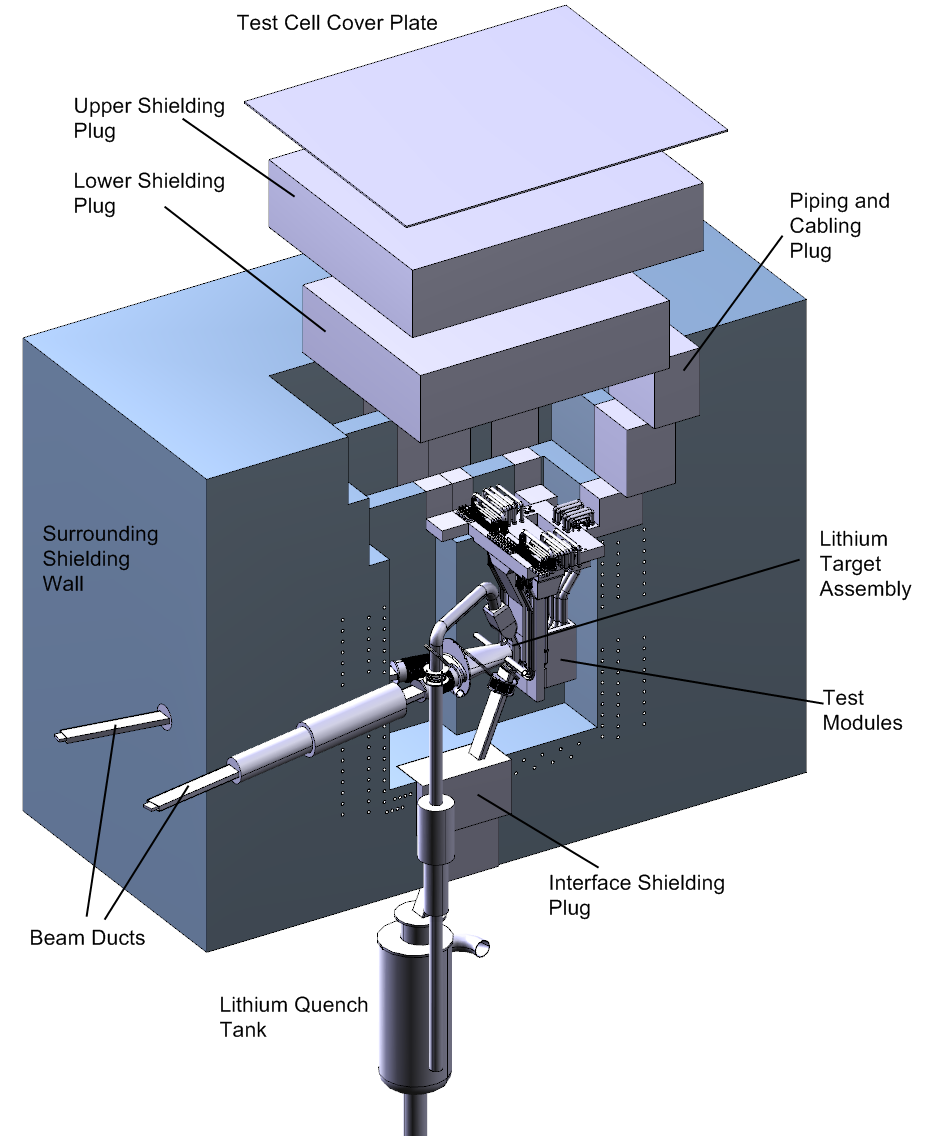 Test Cell Cover Plate
Upper Shielding
Plug
Lower Shielding
Plug
Piping and
Cabling
Plug
Surrounding
Shielding
Wall
Lithium
Target
Assembly
Test
Modules
Interface Shielding
Plug
Beam Ducts
Lithium Quench
Tank